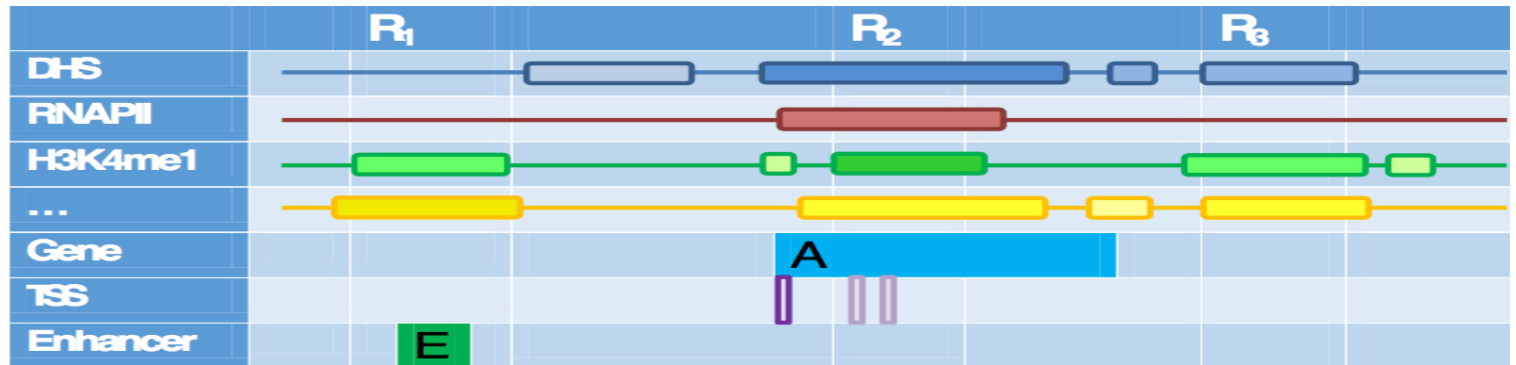 R1 R2 R3
DHS
RNAPII
H3K4me1
...
Gene A
TSS
Enhancer E